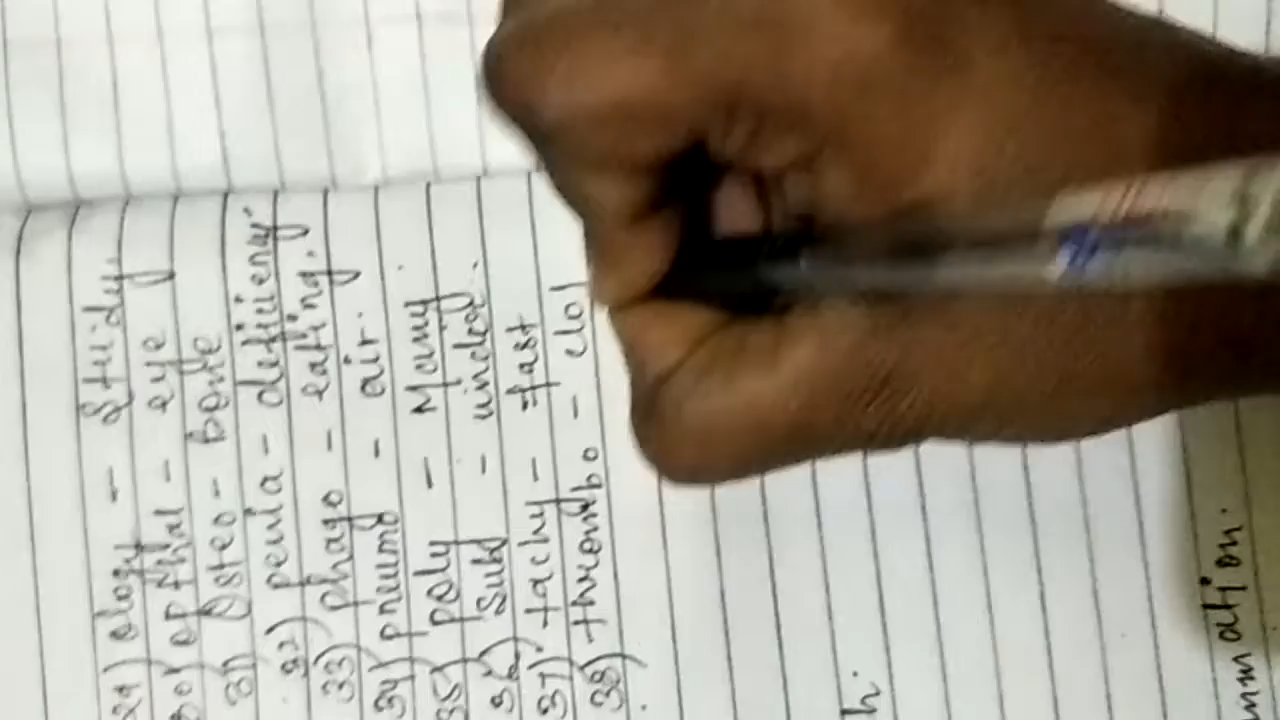 29) Ology - Study.
30) opthal - eye
31) Osteo - bone
32) penia - deficiency
33) phago - eating.
34) pneumo - air.
35) poly - Many
36) Sub - under.
37) tachy - fast
38) thrombo - clot
h.
mmation.